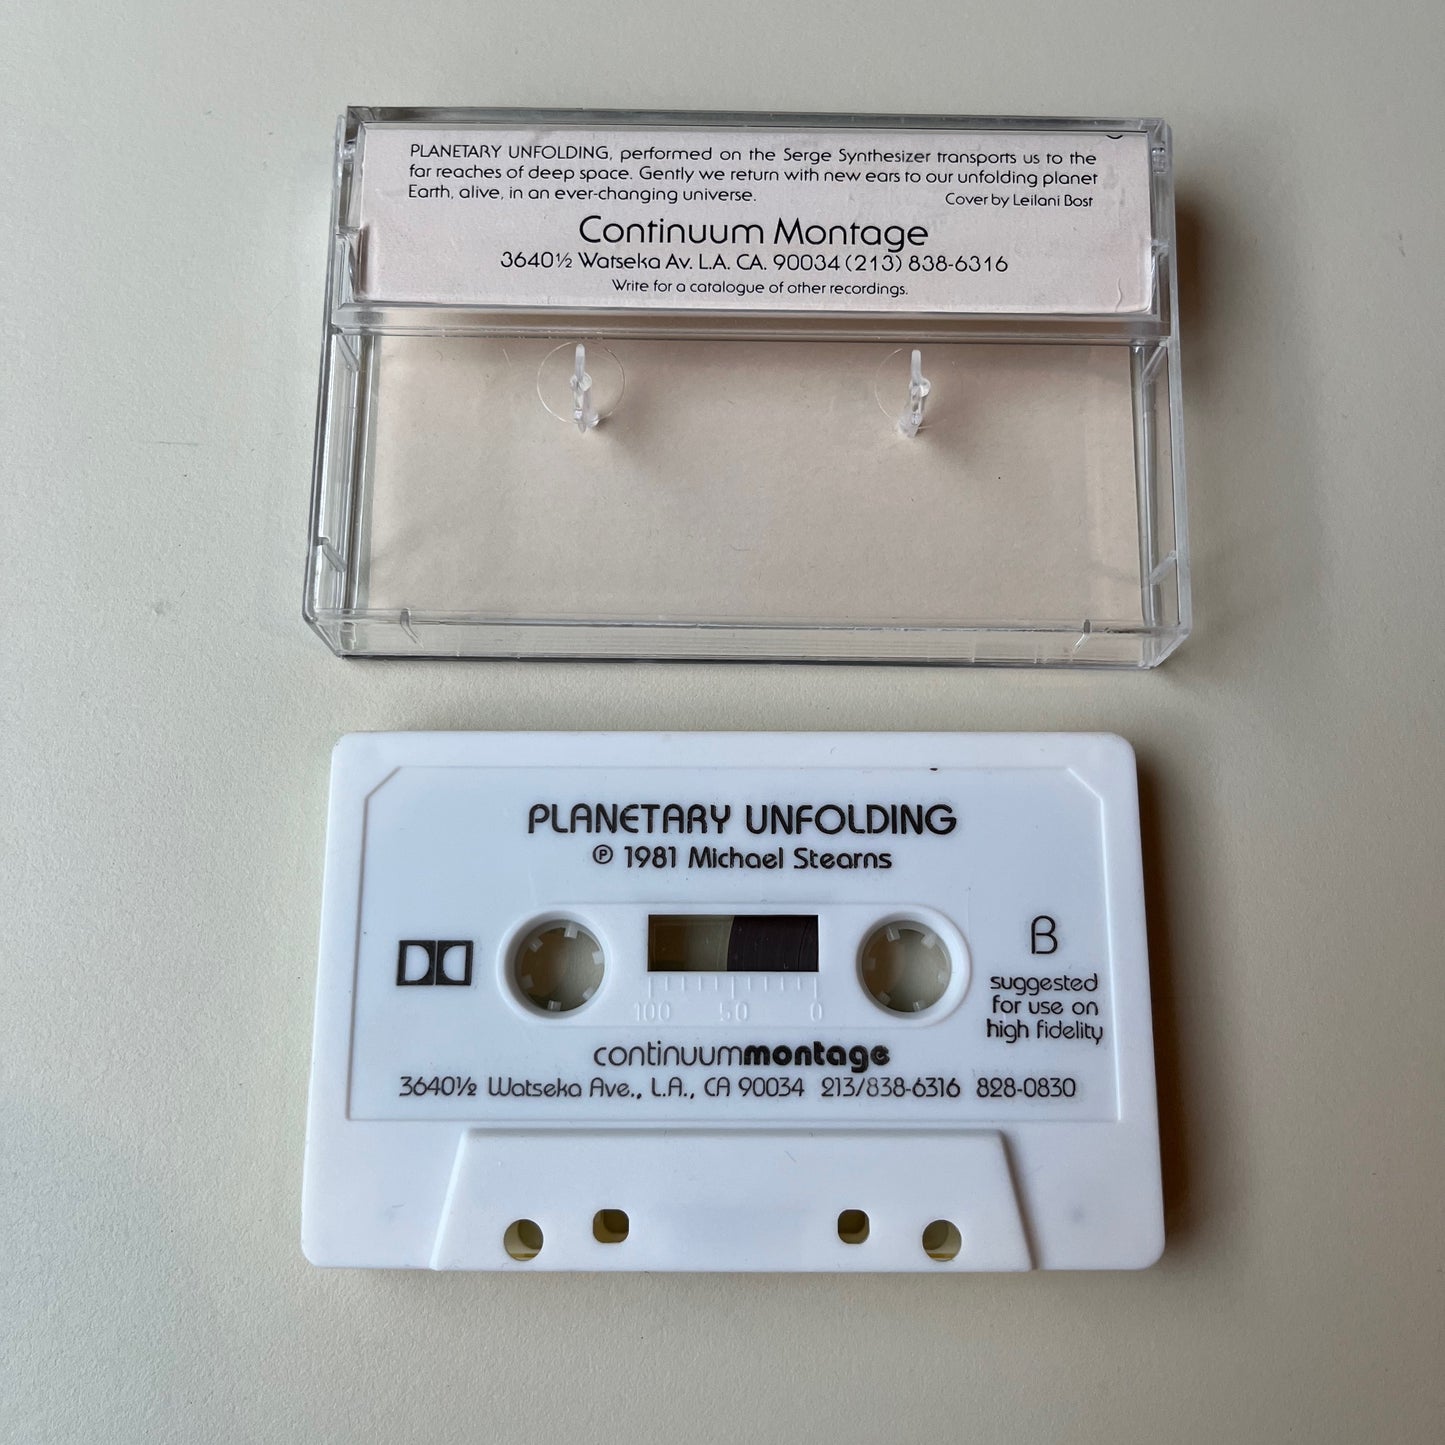 PLANETARY UNFOLDING, performed on the Serge Synthesizer transports us to the
far reaches of deep space. Gently we return with new ears to our unfolding planet
Earth, alive, in an ever-changing universe. Cover by Leilani Bost
Continuum Montage
3640½ Watseka Av. L.A. CA. 90034 (213) 838-6316
Write for a catalogue of other recordings.
PLANETARY UNFOLDING
℗ 1981 Michael Stearns
B
suggested
for use on
high fidelity
100 50 0
continuummontage
3640½ Watseka Ave., L.A., CA 90034 213/838-6316 828-0830